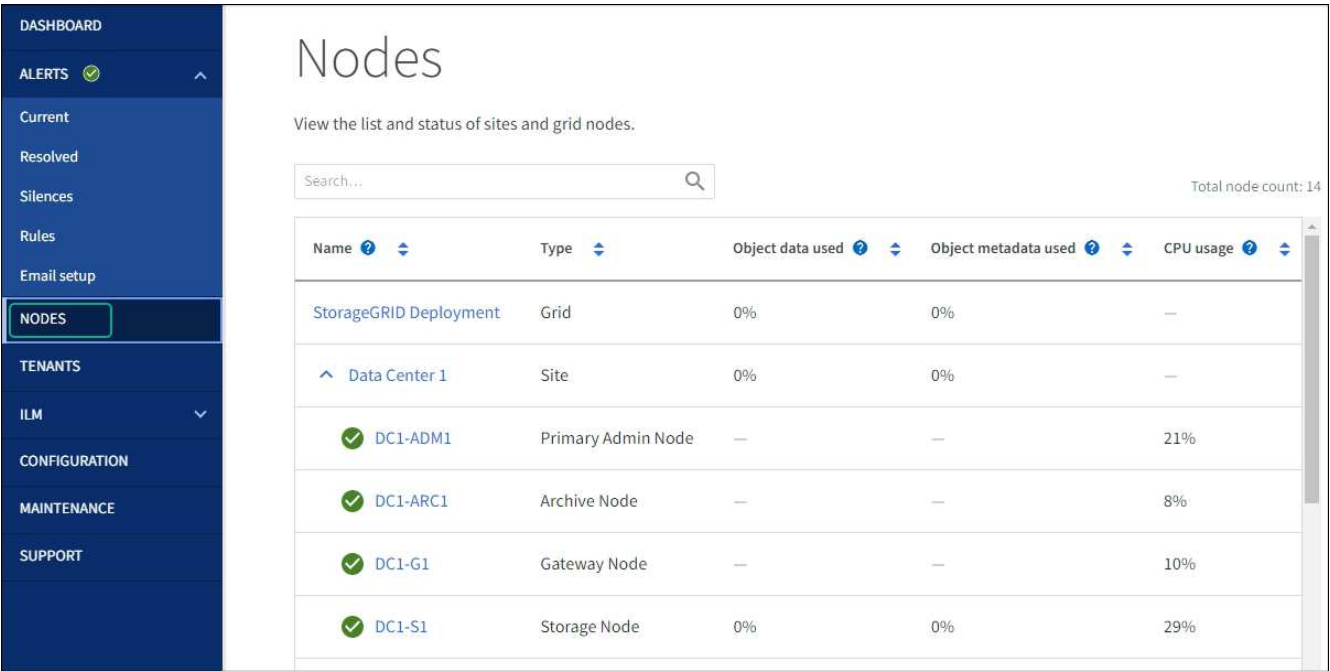 DASHBOARD
ALERTS
Current
Resolved
Silences
Rules
Email setup
NODES
TENANTS
ILM
CONFIGURATION
MAINTENANCE
SUPPORT
Nodes
View the list and status of sites and grid nodes.
Search...
Total node count: 14
Name ? Type Object data used ? Object metadata used ? CPU usage ?
StorageGRID Deployment Grid 0% 0% —
Data Center 1 Site 0% 0% —
DC1-ADM1 Primary Admin Node — — 21%
DC1-ARC1 Archive Node — — 8%
DC1-G1 Gateway Node — — 10%
DC1-S1 Storage Node 0% 0% 29%